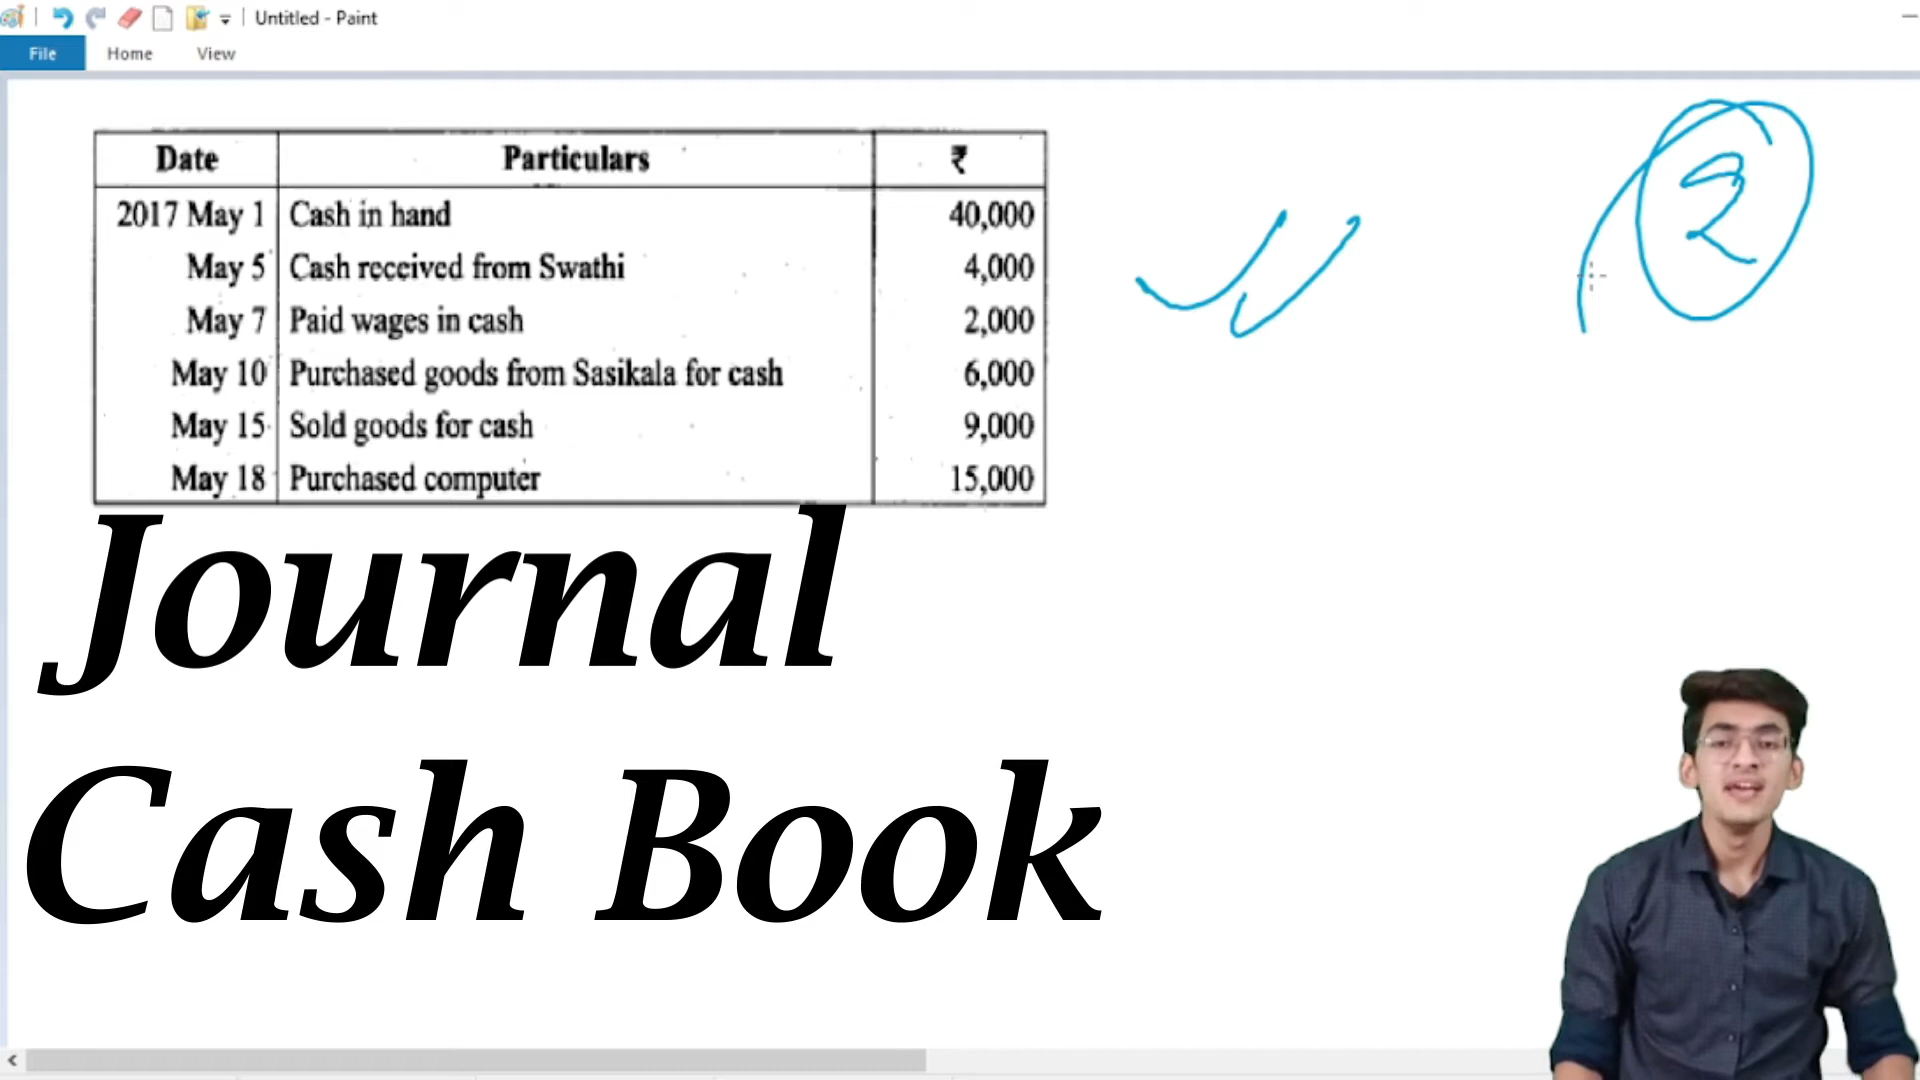 Untitled - Paint
File Home View
Date Particulars ₹
2017 May 1 Cash in hand 40,000
May 5 Cash received from Swathi 4,000
May 7 Paid wages in cash 2,000
May 10 Purchased goods from Sasikala for cash 6,000
May 15 Sold goods for cash 9,000
May 18 Purchased computer 15,000
2
Journal
Cash Book